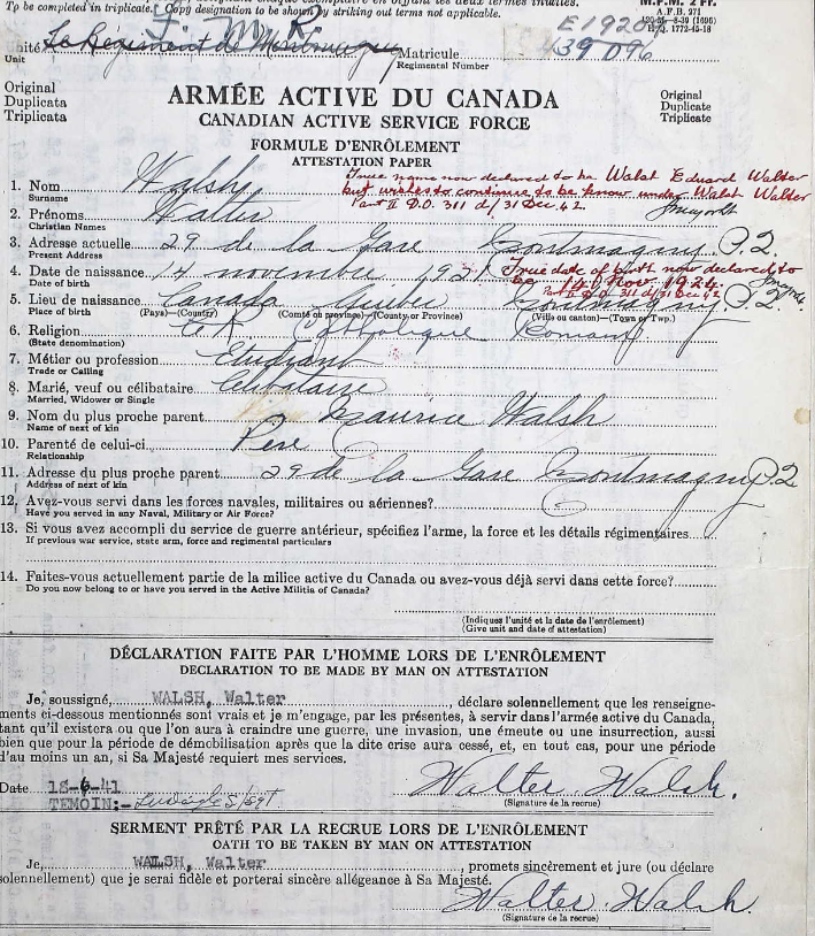 To be completed in triplicate. Copy designation to be shown by striking out terms not applicable.
M.F.M. 2 Fr.
A.F.B. 971
H.Q. 1772-45-18
F M R
E 1920
Unité Le Régiment de Montmagny Matricule 439 096
Unit Regimental Number
Original
Duplicata
Triplicata
ARMÉE ACTIVE DU CANADA
CANADIAN ACTIVE SERVICE FORCE
Original
Duplicate
Triplicate
FORMULE D'ENRÔLEMENT
ATTESTATION PAPER
True name now declared to be Walsh Eduard Walter
but wishes to continue to be know under Walsh Walter
Part II D.O. 311 d/31 Dec. 42.
1. Nom Walsh
Surname
2. Prénoms Walter
Christian Names
3. Adresse actuelle 29 de la Gare Montmagny P.Q.
Present Address
4. Date de naissance 14 novembre 1921
Date of birth
True date of birth now declared to
be 14 Nov 1924.
Part II D.O. 311 d/31 Dec 42
5. Lieu de naissance Canada Quebec Montmagny P.Q.
Place of birth (Pays)—(Country) (Comté ou province)—(County or Province) (Ville ou canton)—(Town or Twp.)
6. Religion C R Catholique Romain
(State denomination)
7. Métier ou profession Etudiant
Trade or Calling
8. Marié, veuf ou célibataire Célibataire
Married, Widower or Single
9. Nom du plus proche parent Maurice Walsh
Name of next of kin
10. Parenté de celui-ci Père
Relationship
11. Adresse du plus proche parent 29 de la Gare Montmagny P.Q
Address of next of kin
12. Avez-vous servi dans les forces navales, militaires ou aériennes?
Have you served in any Naval, Military or Air Force?
13. Si vous avez accompli du service de guerre antérieur, spécifiez l'arme, la force et les détails régimentaires
If previous war service, state arm, force and regimental particulars
14. Faites-vous actuellement partie de la milice active du Canada ou avez-vous déjà servi dans cette force?
Do you now belong to or have you served in the Active Militia of Canada?
(Indiquez l'unité et la date de l'enrôlement)
(Give unit and date of attestation)
DÉCLARATION FAITE PAR L'HOMME LORS DE L'ENRÔLEMENT
DECLARATION TO BE MADE BY MAN ON ATTESTATION
Je, soussigné, WALSH, Walter, déclare solennellement que les renseigne-
ments ci-dessous mentionnés sont vrais et je m'engage, par les présentes, à servir dans l'armée active du Canada,
tant qu'il existera ou que l'on aura à craindre une guerre, une invasion, une émeute ou une insurrection, aussi
bien que pour la période de démobilisation après que la dite crise aura cessé, et, en tout cas, pour une période
d'au moins un an, si Sa Majesté requiert mes services.
Date 18-6-41 Walter Walsh.
TEMOIN:- S/Sgt (Signature de la recrue)
SERMENT PRÊTÉ PAR LA RECRUE LORS DE L'ENRÔLEMENT
OATH TO BE TAKEN BY MAN ON ATTESTATION
Je, WALSH, Walter, promets sincèrement et jure (ou déclare
solennellement) que je serai fidèle et porterai sincère allégeance à Sa Majesté.
Walter Walsh
(Signature de la recrue)